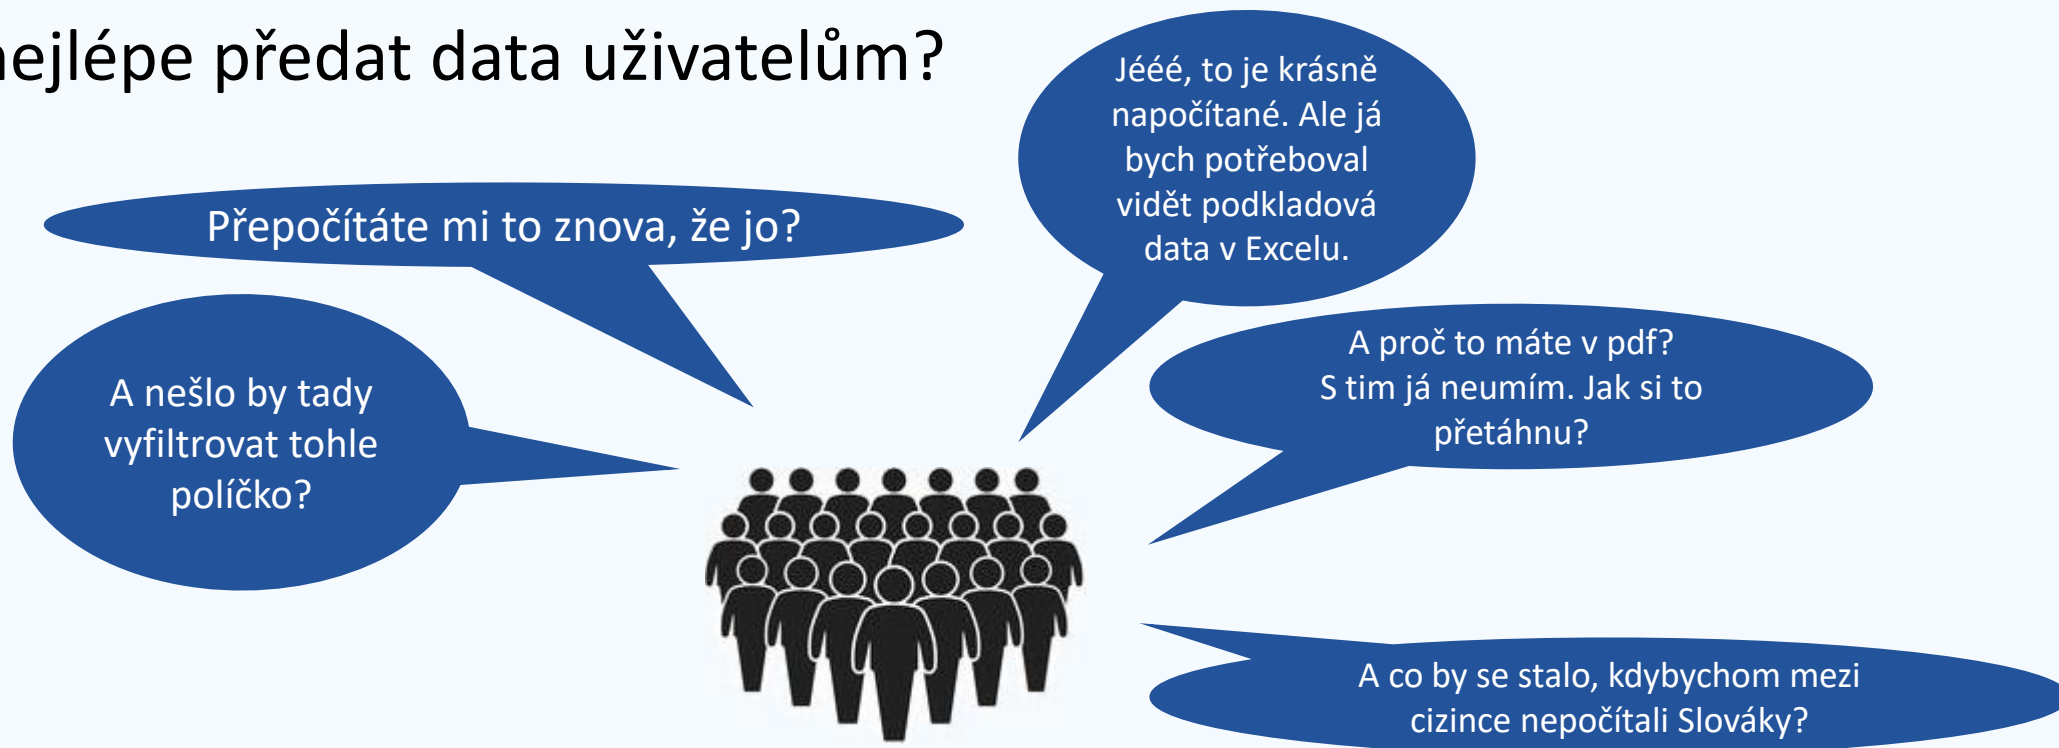 nejlépe předat data uživatelům?
Jééé, to je krásně
napočítané. Ale já
bych potřeboval
vidět podkladová
data v Excelu.
Přepočítáte mi to znova, že jo?
A proč to máte v pdf?
S tim já neumím. Jak si to
přetáhnu?
A nešlo by tady
vyfiltrovat tohle
políčko?
A co by se stalo, kdybychom mezi
cizince nepočítali Slováky?